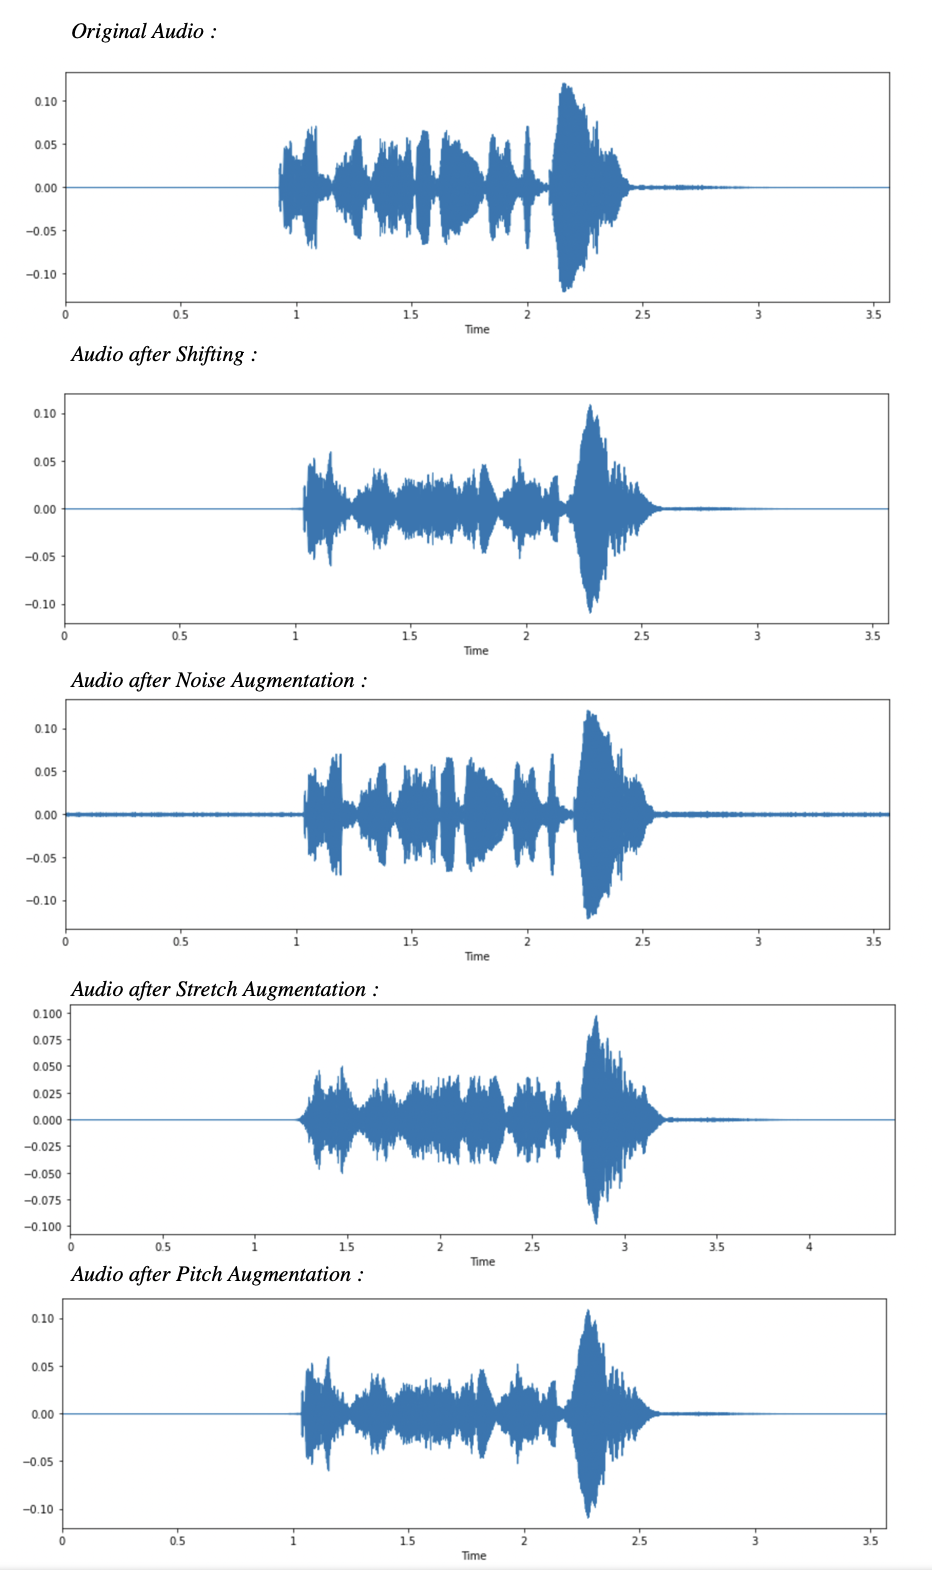 Original Audio :
0.10
0.05
0.00
−0.05
−0.10
0 0.5 1 1.5 2 2.5 3 3.5
Time
Audio after Shifting :
0.10
0.05
0.00
−0.05
−0.10
0 0.5 1 1.5 2 2.5 3 3.5
Time
Audio after Noise Augmentation :
0.10
0.05
0.00
−0.05
−0.10
0 0.5 1 1.5 2 2.5 3 3.5
Time
Audio after Stretch Augmentation :
0.100
0.075
0.050
0.025
0.000
−0.025
−0.050
−0.075
−0.100
0 0.5 1 1.5 2 2.5 3 3.5 4
Time
Audio after Pitch Augmentation :
0.10
0.05
0.00
−0.05
−0.10
0 0.5 1 1.5 2 2.5 3 3.5
Time